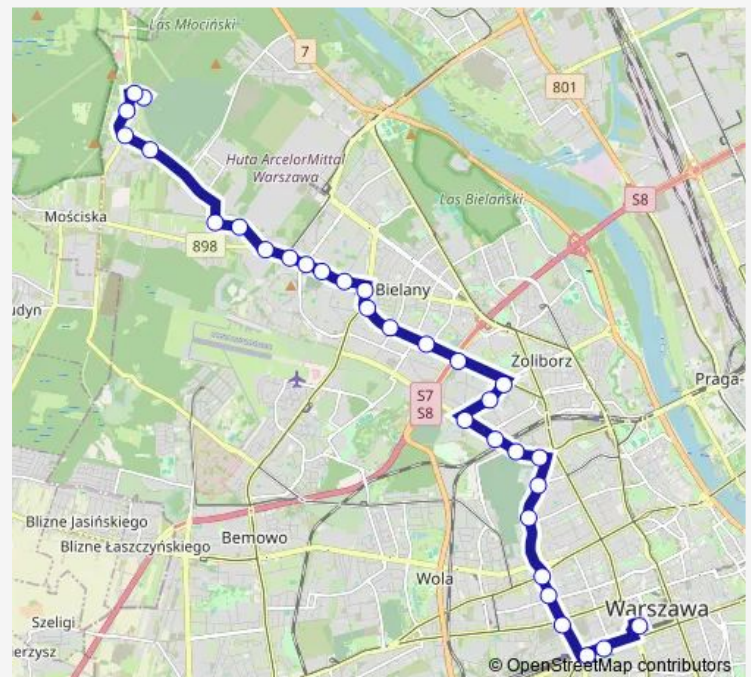 Las Młociński
7
801
Huta ArcelorMittal
Warszawa
Las Bielański
S8
Mościska
898
udyn
Bielany
Żoliborz
Praga-
S7
S8
Blizne Jasińskiego
Bemowo
Blizne Łaszczyńskiego
Wola
Szeligi
Warszawa
ierzysz
© OpenStreetMap contributors